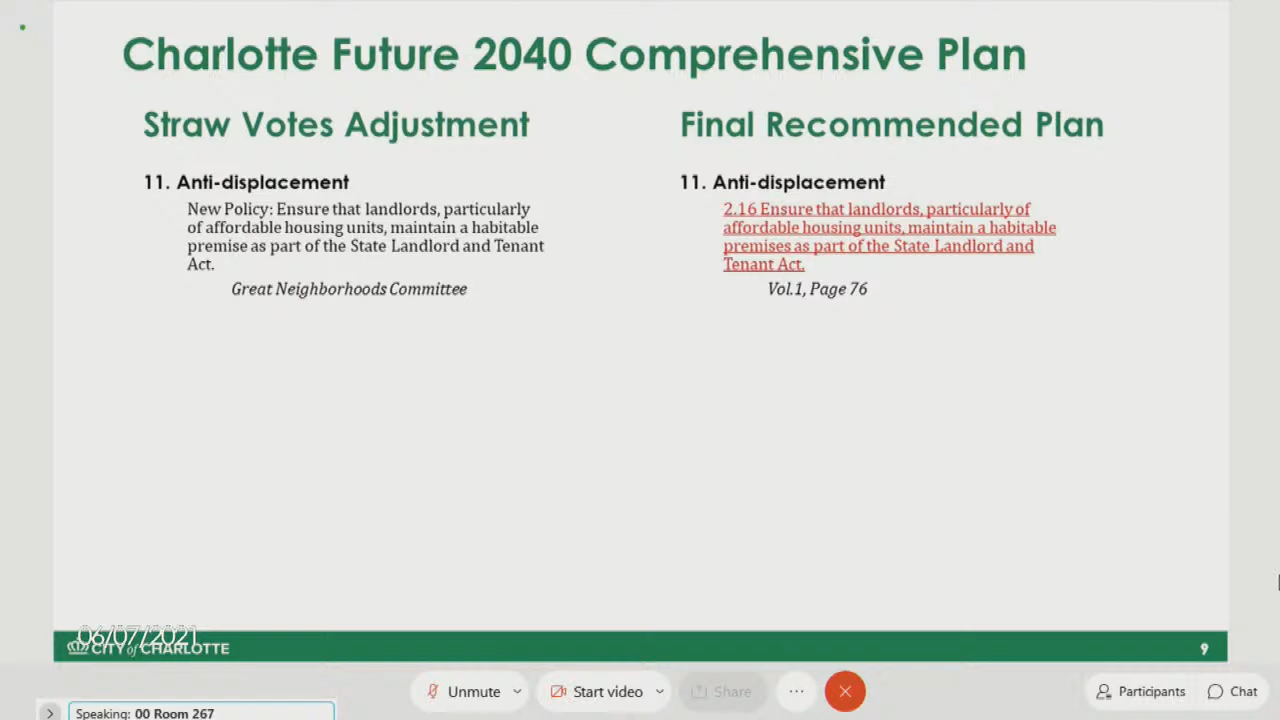 Charlotte Future 2040 Comprehensive Plan
Straw Votes Adjustment
11. Anti-displacement
New Policy: Ensure that landlords, particularly
of affordable housing units, maintain a habitable
premise as part of the State Landlord and Tenant
Act.
Great Neighborhoods Committee
Final Recommended Plan
11. Anti-displacement
2.16 Ensure that landlords, particularly of
affordable housing units, maintain a habitable
premises as part of the State Landlord and
Tenant Act.
Vol.1, Page 76
06/07/2021
CITY of CHARLOTTE
9
Unmute
Start video
Share
Participants
Chat
Speaking: 00 Room 267